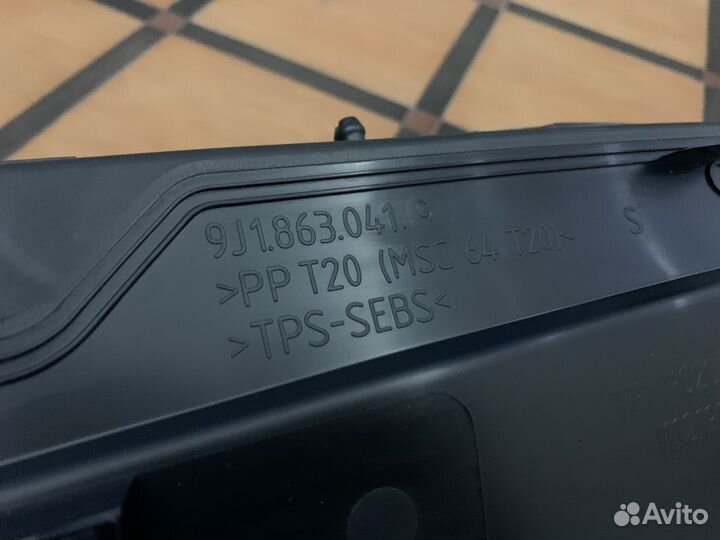 9J1.863.041.C
>PP T20 (MSC 64 T20)< S
>TPS-SEBS<
Avito